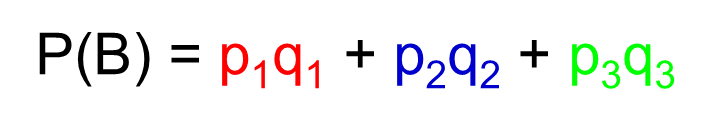 P(B) = p₁q₁ + p₂q₂ + p₃q₃